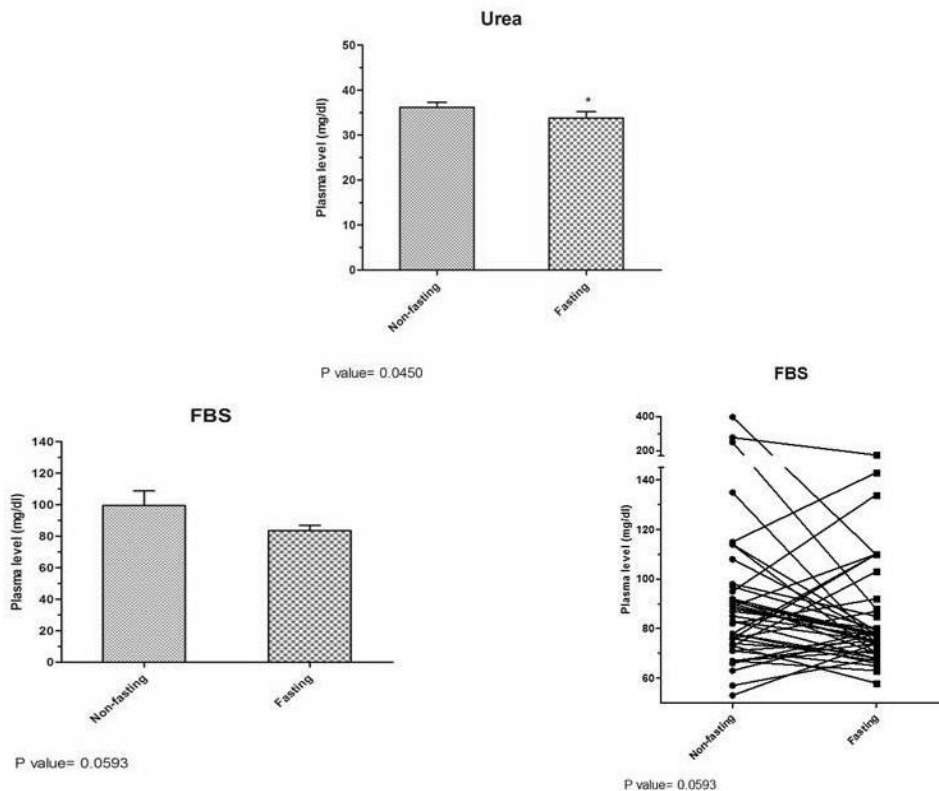 Urea
Plasma level (mg/dl)
50
40
30
20
10
0
*
Non-fasting
Fasting
P value= 0.0450
FBS
Plasma level (mg/dl)
140
120
100
80
60
40
20
0
Non-fasting
Fasting
P value= 0.0593
FBS
Plasma level (mg/dl)
400
200
140
120
100
80
60
Non-fasting
Fasting
P value= 0.0593